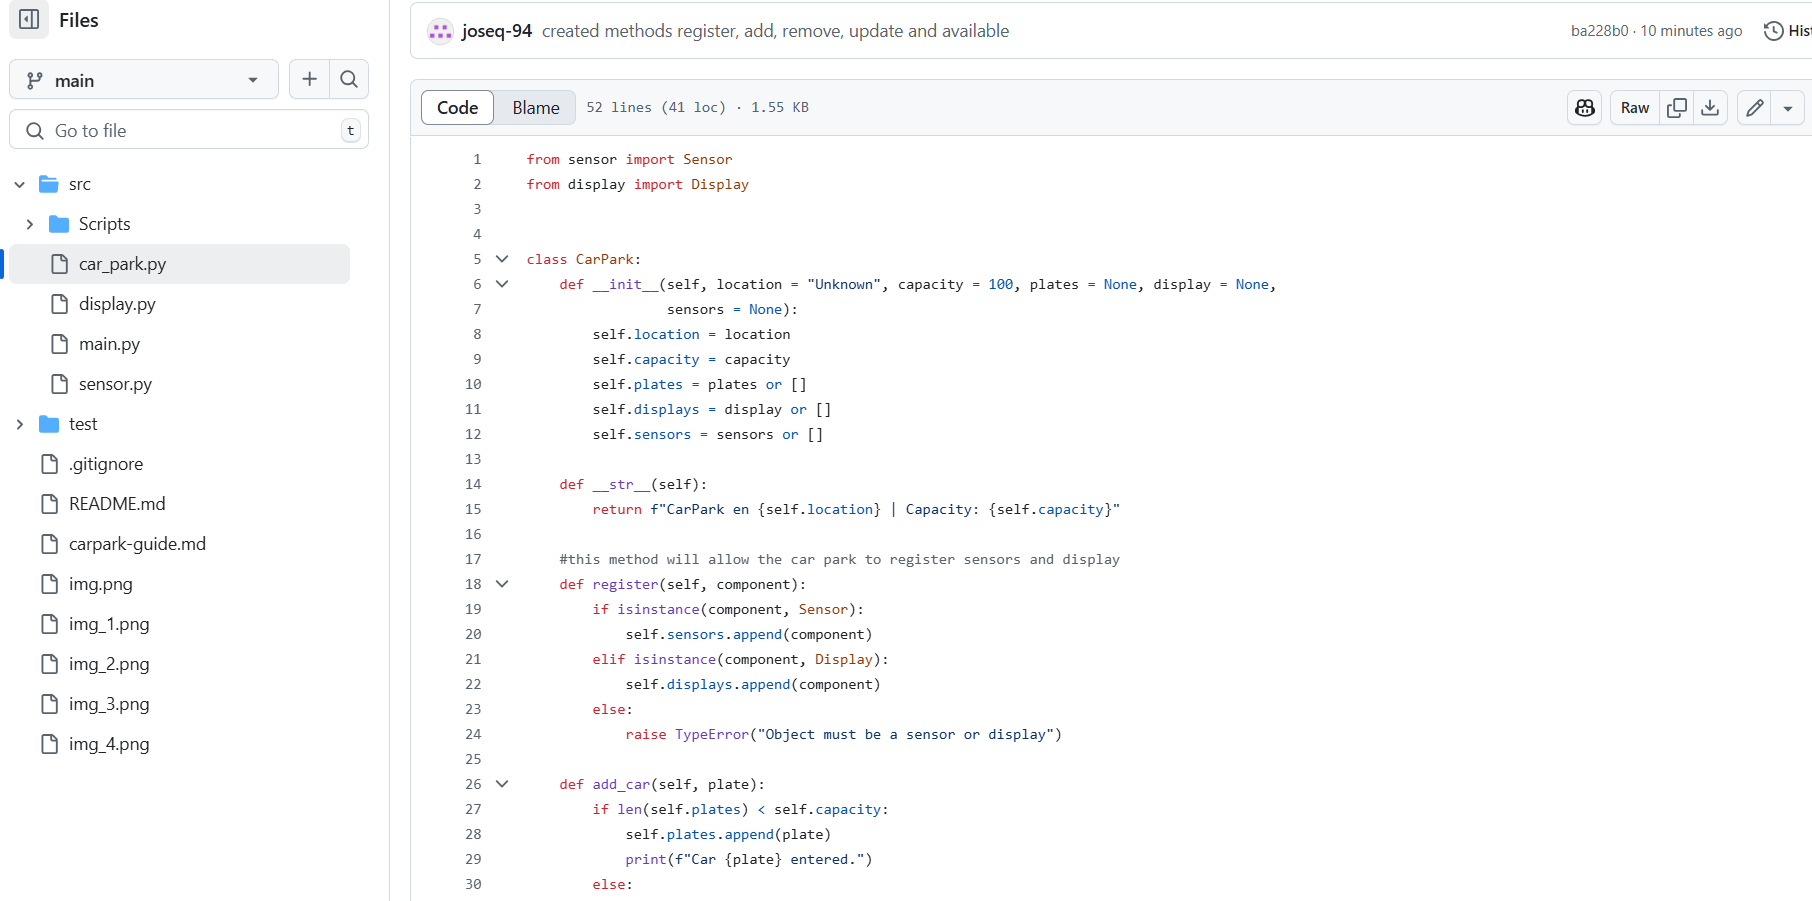 Files
main
Go to file
t
src
Scripts
car_park.py
display.py
main.py
sensor.py
test
.gitignore
README.md
carpark-guide.md
img.png
img_1.png
img_2.png
img_3.png
img_4.png
joseq-94 created methods register, add, remove, update and available
ba228b0 · 10 minutes ago
Hist
Code Blame 52 lines (41 loc) · 1.55 KB
Raw
1 from sensor import Sensor
2 from display import Display
3
4
5 class CarPark:
6     def __init__(self, location = "Unknown", capacity = 100, plates = None, display = None,
7                  sensors = None):
8         self.location = location
9         self.capacity = capacity
10         self.plates = plates or []
11         self.displays = display or []
12         self.sensors = sensors or []
13
14     def __str__(self):
15         return f"CarPark en {self.location} | Capacity: {self.capacity}"
16
17     #this method will allow the car park to register sensors and display
18     def register(self, component):
19         if isinstance(component, Sensor):
20             self.sensors.append(component)
21         elif isinstance(component, Display):
22             self.displays.append(component)
23         else:
24             raise TypeError("Object must be a sensor or display")
25
26     def add_car(self, plate):
27         if len(self.plates) < self.capacity:
28             self.plates.append(plate)
29             print(f"Car {plate} entered.")
30         else: